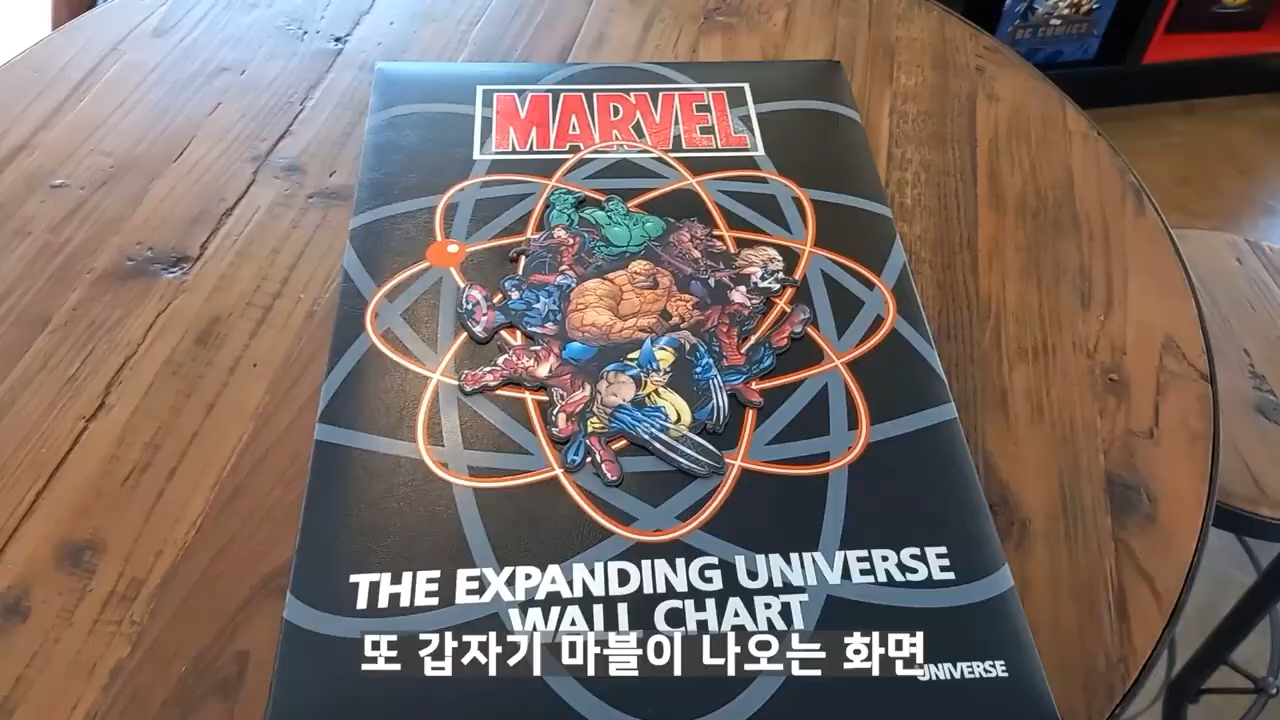 DC COMICS
MARVEL
THE EXPANDING UNIVERSE
WALL CHART
또 갑자기 마블이 나오는 화면
UNIVERSE